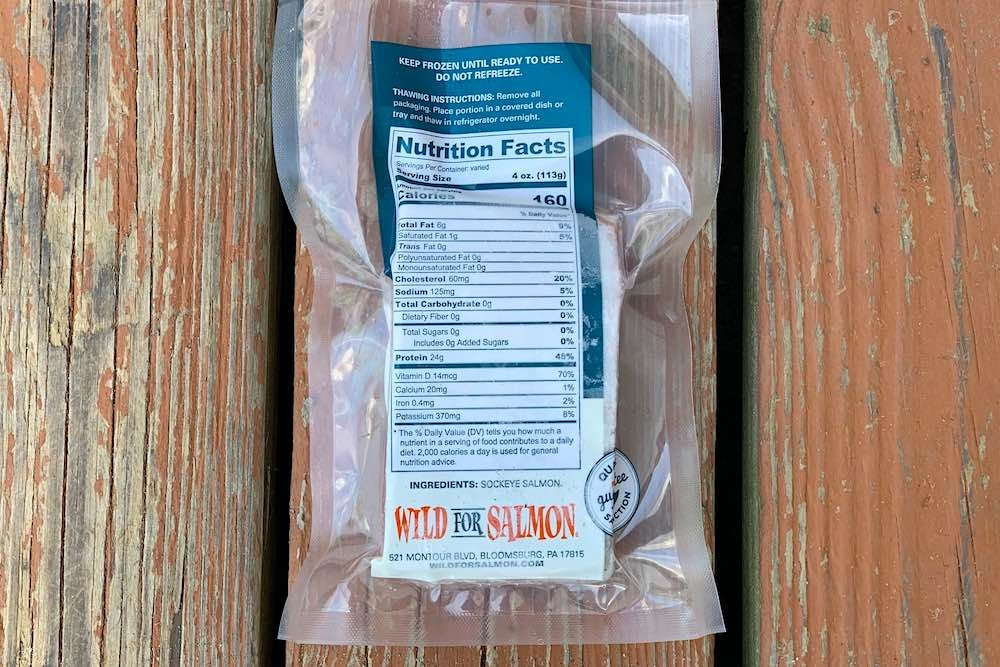 KEEP FROZEN UNTIL READY TO USE.
DO NOT REFREEZE.
THAWING INSTRUCTIONS: Remove all
packaging. Place portion in a covered dish or
tray and thaw in refrigerator overnight.
Nutrition Facts
Servings Per Container: varied
Serving Size 4 oz. (113g)
Calories 160
% Daily Value*
Total Fat 6g 9%
Saturated Fat 1g 5%
Trans Fat 0g
Polyunsaturated Fat 0g
Monounsaturated Fat 0g
Cholesterol 60mg 20%
Sodium 125mg 5%
Total Carbohydrate 0g 0%
Dietary Fiber 0g 0%
Total Sugars 0g 0%
Includes 0g Added Sugars 0%
Protein 24g 48%
Vitamin D 14mcg 70%
Calcium 20mg 1%
Iron 0.4mg 2%
Potassium 370mg 8%
* The % Daily Value (DV) tells you how much a
nutrient in a serving of food contributes to a daily
diet. 2,000 calories a day is used for general
nutrition advice.
INGREDIENTS: SOCKEYE SALMON.
WILD FOR SALMON.
521 MONTOUR BLVD, BLOOMSBURG, PA 17815
WILDFORSALMON.COM